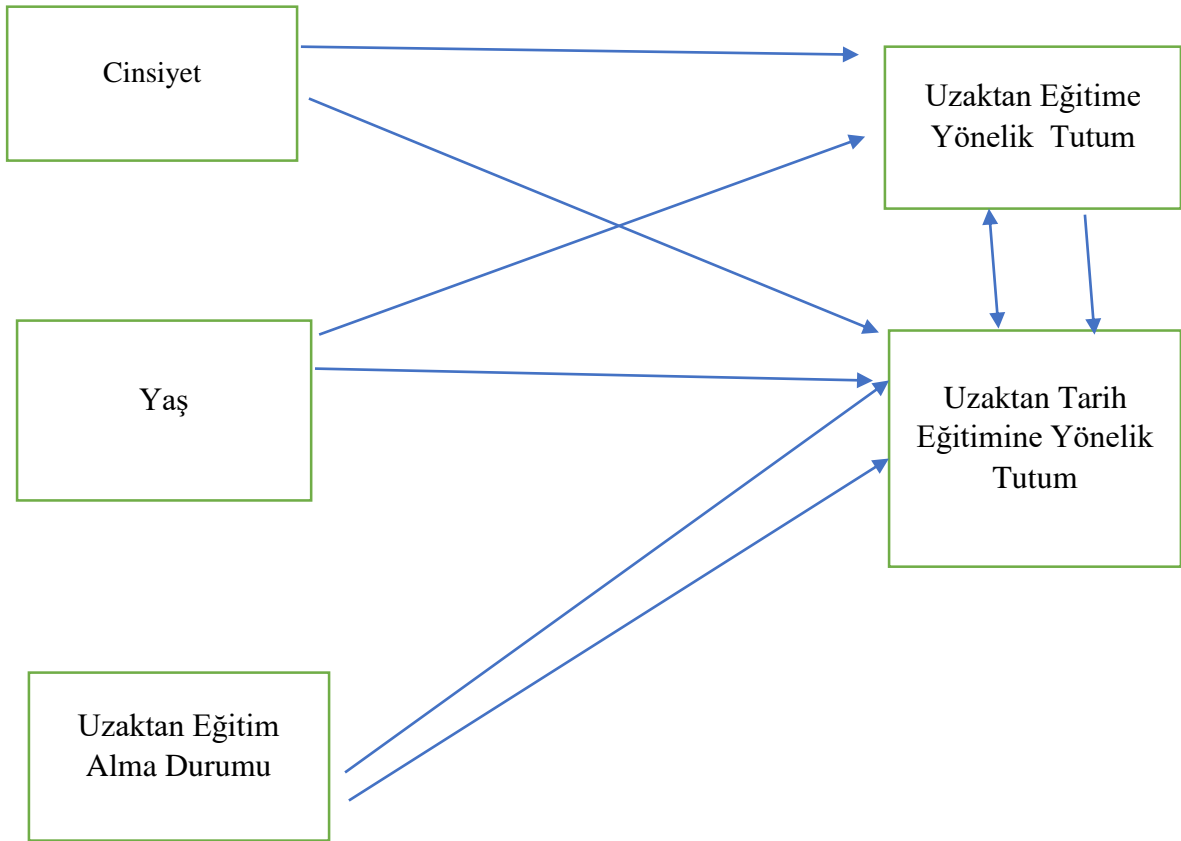 Cinsiyet
Uzaktan Eğitime
Yönelik Tutum
Yaş
Uzaktan Tarih
Eğitimine Yönelik
Tutum
Uzaktan Eğitim
Alma Durumu